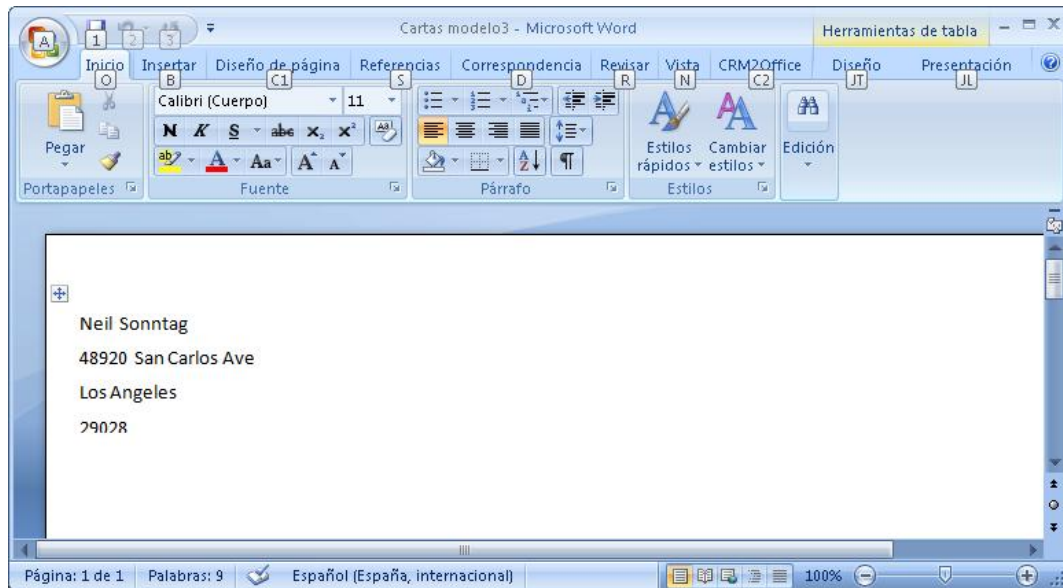 Cartas modelo3 - Microsoft Word
Herramientas de tabla
1 2 3
Inicio Insertar Diseño de página Referencias Correspondencia Revisar Vista CRM2Office Diseño Presentación
O B C1 S D R N C2 JT JL
Calibri (Cuerpo) 11
N K S abe x₂ x²
Aa
Pegar
ab A Aa A A
Estilos rápidos
Cambiar estilos
Edición
Portapapeles Fuente Párrafo Estilos
Neil Sonntag
48920 San Carlos Ave
Los Angeles
29028
Página: 1 de 1 Palabras: 9 Español (España, internacional) 100%